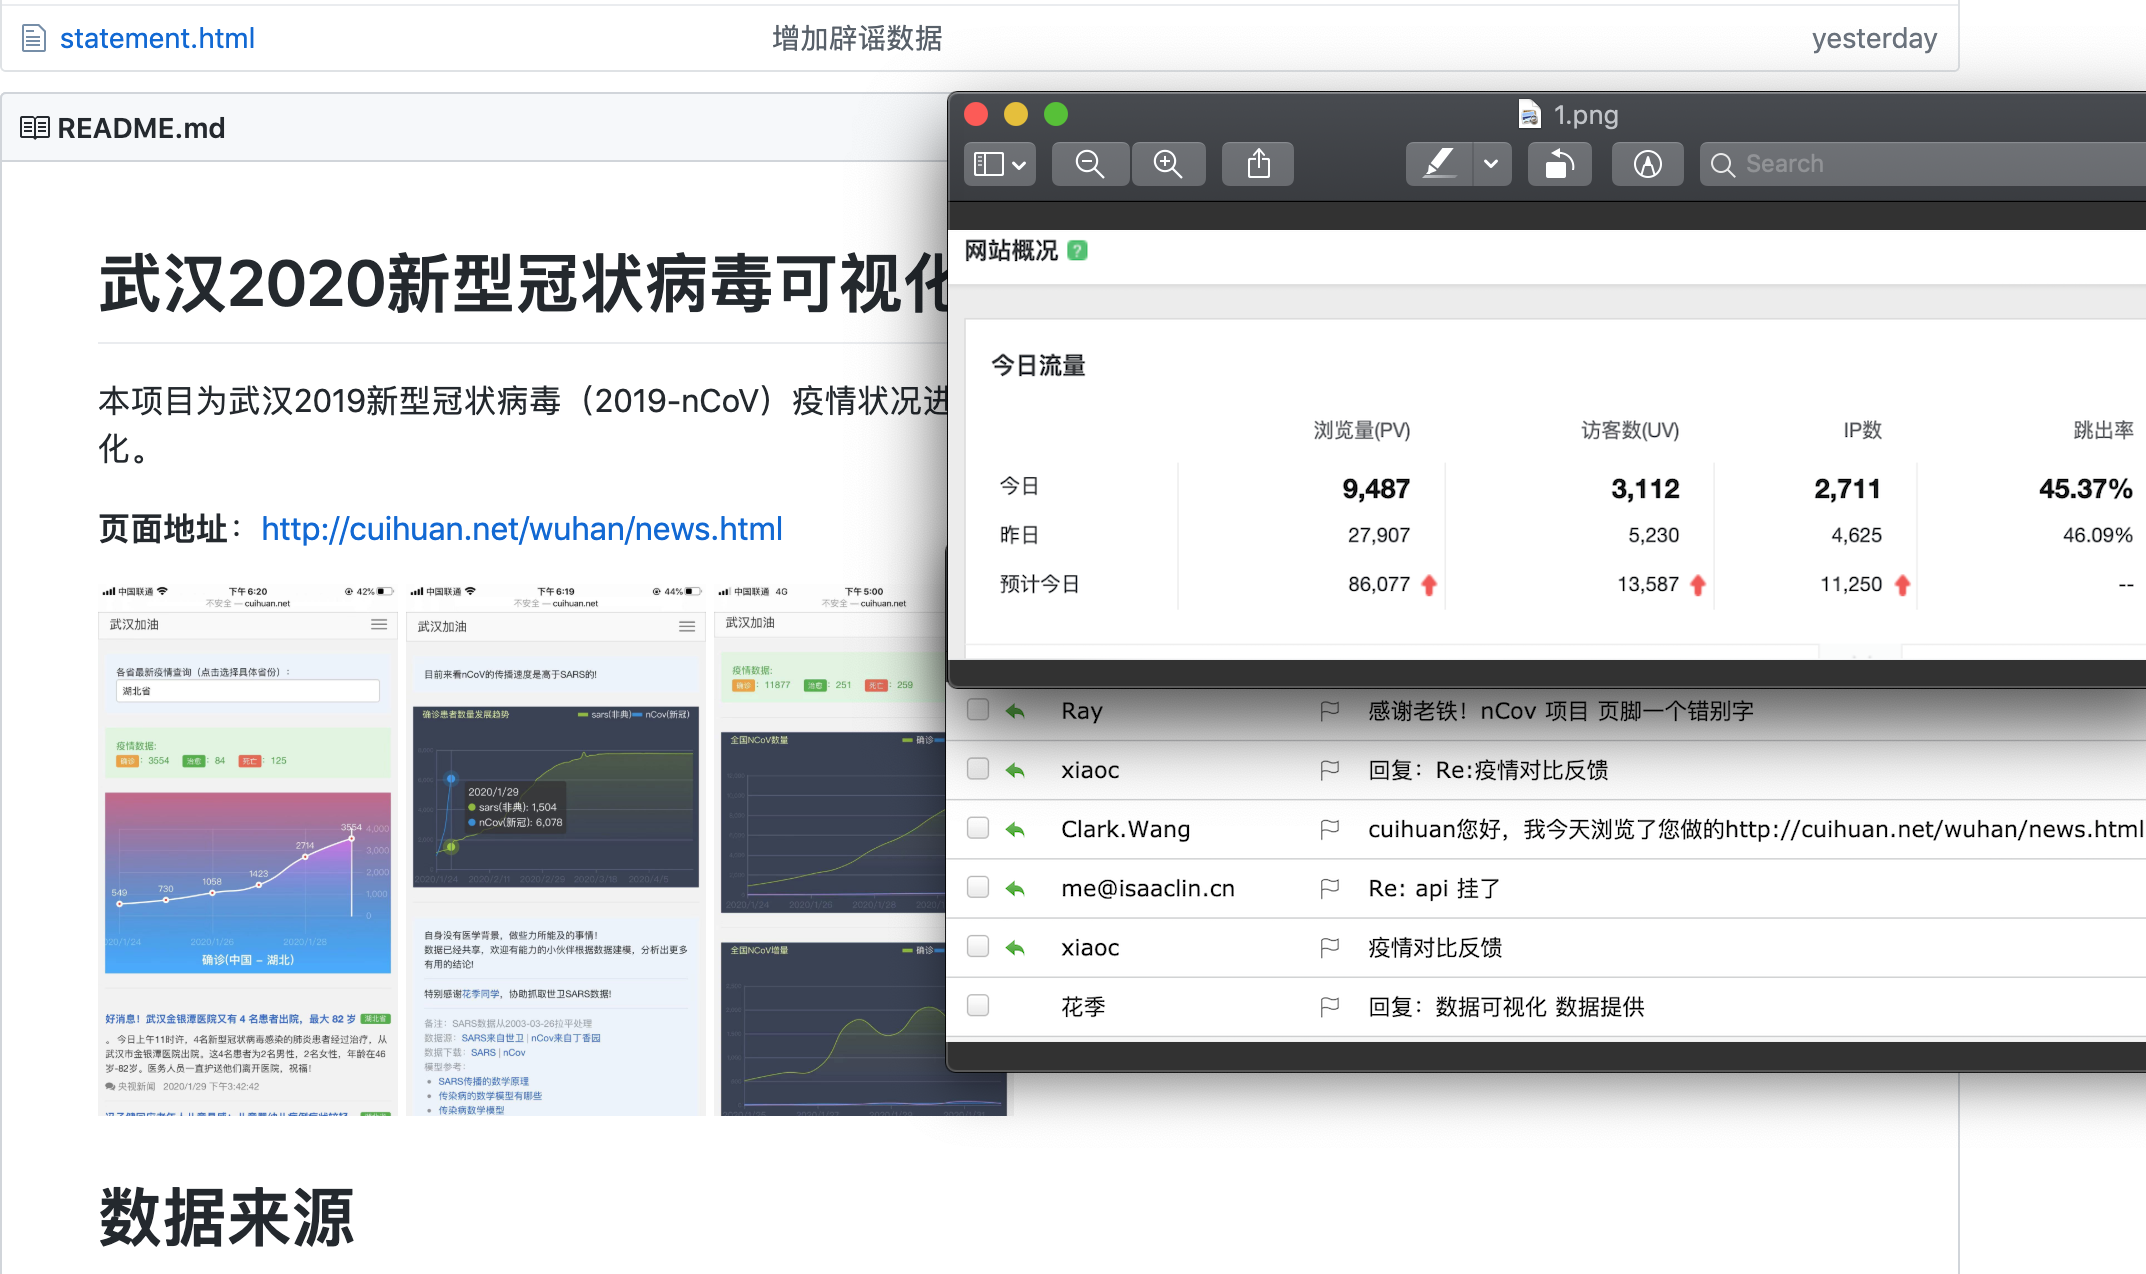 statement.html 增加辟谣数据 yesterday
README.md
武汉2020新型冠状病毒可视化
本项目为武汉2019新型冠状病毒（2019-nCoV）疫情状况进
化。
页面地址：http://cuihuan.net/wuhan/news.html
中国联通 下午6:20 42%
不安全 — cuihuan.net
武汉加油
各省最新疫情查询（点击选择具体省份）:
湖北省
疫情数据:
确诊: 3554 治愈: 84 死亡: 125
3554 4,000
2714 3,000
1423 2,000
1058
730
549 1,000
0
2020/1/26 2020/1/28
确诊(中国 – 湖北)
好消息！武汉金银潭医院又有 4 名患者出院，最大 82 岁 湖北省
。今日上午11时许，4名新型冠状病毒感染的肺炎患者经过治疗，从
武汉市金银潭医院出院。这4名患者为2名男性，2名女性，年龄在46
岁-82岁。医务人员一直护送他们离开医院，祝福！
央视新闻 2020/1/29 下午3:42:42
中国联通 下午6:19 44%
不安全 — cuihuan.net
武汉加油
目前来看nCoV的传播速度是高于SARS的!
确诊患者数量发展趋势 sars(非典) nCov(新冠)
2020/1/29
sars(非典): 1,504
nCov(新冠): 6,078
2020/1/24 2020/2/11 2020/2/29 2020/3/18 2020/4/5
自身没有医学背景，做些力所能及的事情!
数据已经共享，欢迎有能力的小伙伴根据数据建模，分析出更多
有用的结论!
特别感谢花季同学，协助抓取世卫SARS数据!
备注：SARS数据从2003-03-26拉平处理
数据源：SARS来自世卫 | nCov来自丁香园
数据下载：SARS | nCov
模型参考：
SARS传播的数学原理
传染病的数学模型有哪些
传染病数学模型
中国联通 4G 下午5:00
不安全 — cuihuan.net
武汉加油
疫情数据:
确诊: 11877 治愈: 251 死亡: 259
全国NCoV数量 确诊
2020/1/24 2020/1/26 2020/1/28
全国NCoV增量 确诊
数据来源
1.png
Search
网站概况 ?
今日流量
浏览量(PV) 访客数(UV) IP数 跳出率
今日 9,487 3,112 2,711 45.37%
昨日 27,907 5,230 4,625 46.09%
预计今日 86,077 13,587 11,250 --
Ray 感谢老铁！nCov 项目 页脚一个错别字
xiaoc 回复：Re:疫情对比反馈
Clark.Wang cuihuan您好，我今天浏览了您做的http://cuihuan.net/wuhan/news.html
me@isaaclin.cn Re: api 挂了
xiaoc 疫情对比反馈
花季 回复：数据可视化 数据提供